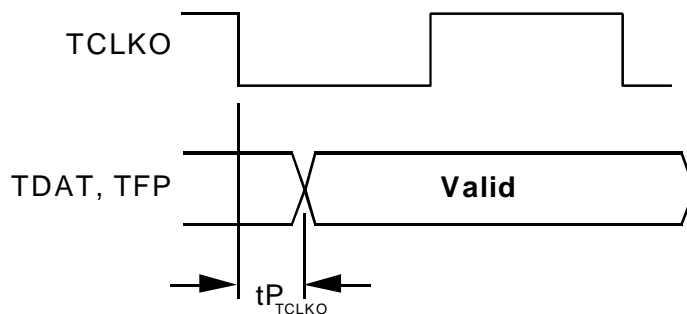 TCLKO
TDAT, TFP
Valid
tP TCLKO